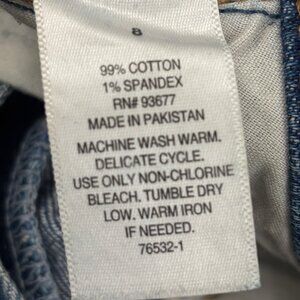 8
99% COTTON
1% SPANDEX
RN# 93677
MADE IN PAKISTAN
MACHINE WASH WARM.
DELICATE CYCLE.
USE ONLY NON-CHLORINE
BLEACH. TUMBLE DRY
LOW. WARM IRON
IF NEEDED.
76532-1